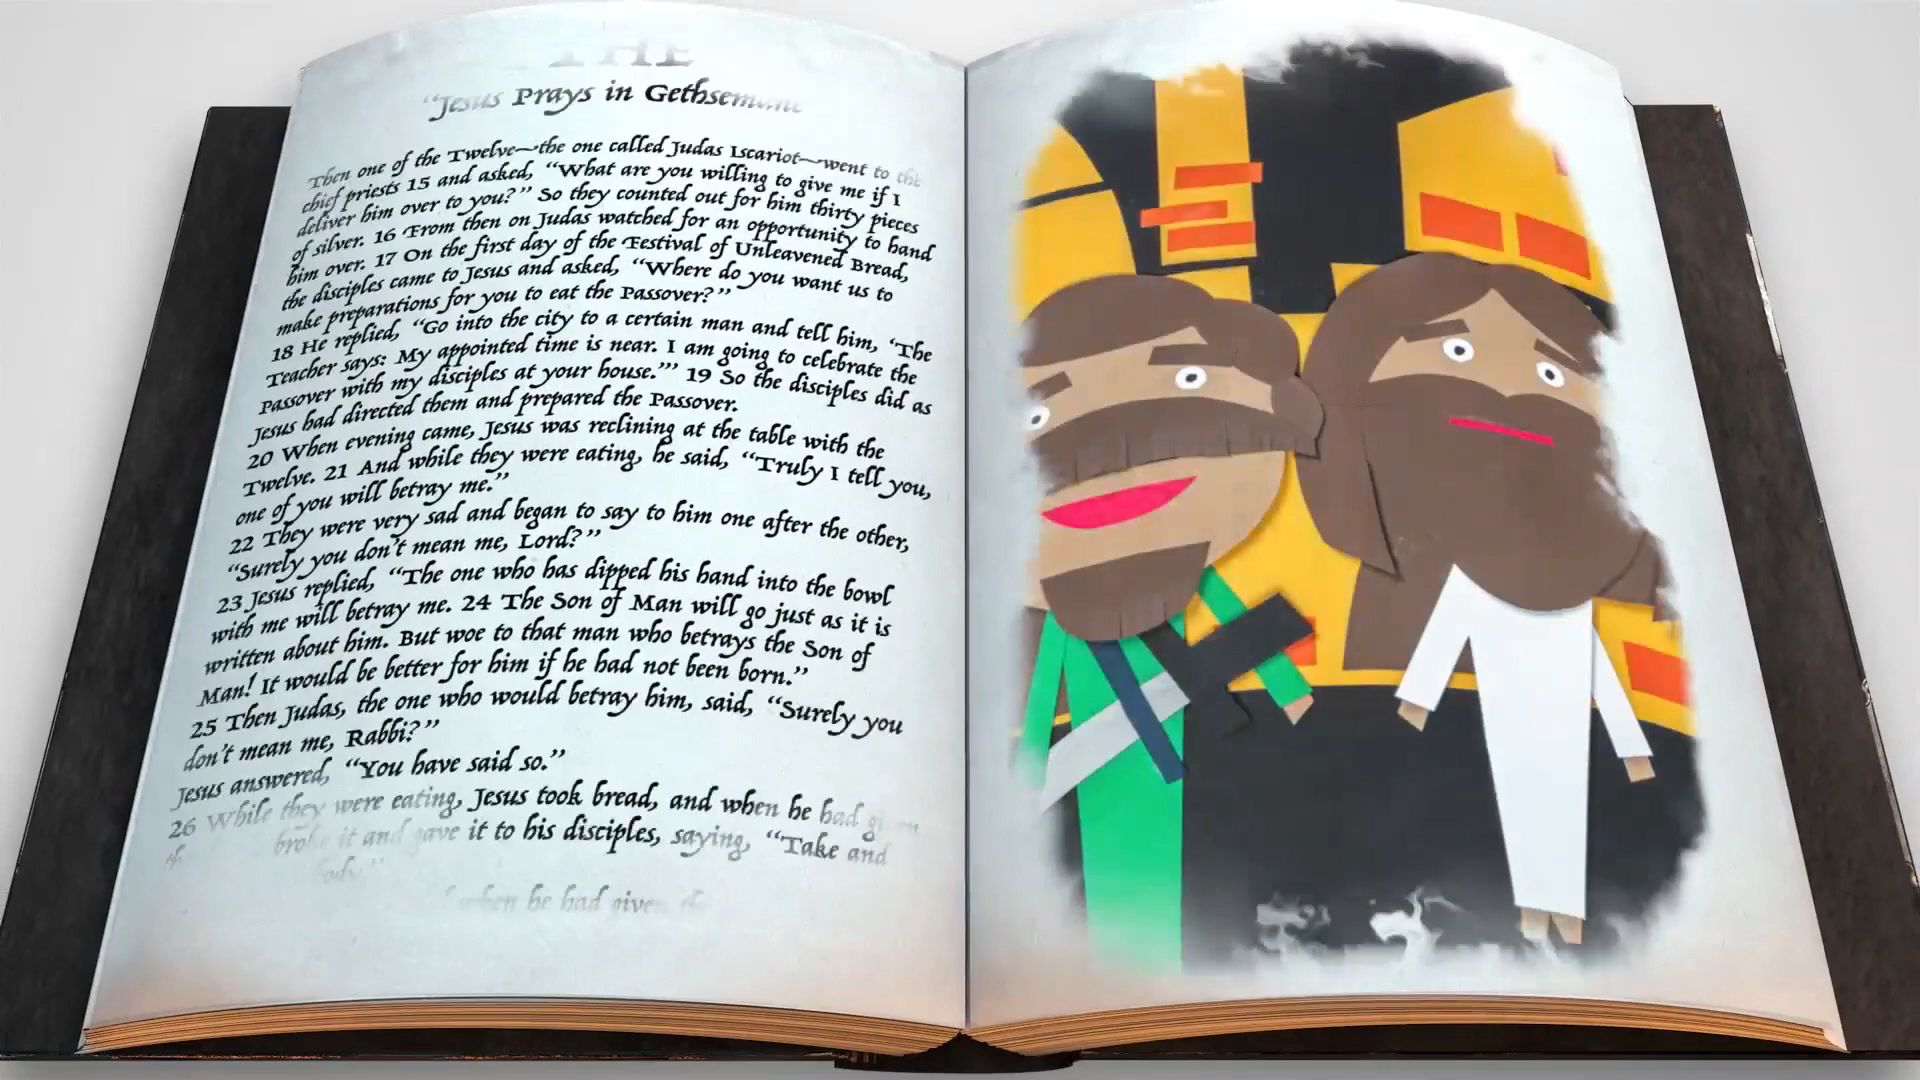 THE
"Jesus Prays in Gethsemane
Then one of the Twelve—the one called Judas Iscariot—went to the
chief priests 15 and asked, "What are you willing to give me if I
deliver him over to you?" So they counted out for him thirty pieces
of silver. 16 From then on Judas watched for an opportunity to hand
him over. 17 On the first day of the Festival of Unleavened Bread,
the disciples came to Jesus and asked, "Where do you want us to
make preparations for you to eat the Passover?"
18 He replied, "Go into the city to a certain man and tell him, 'The
Teacher says: My appointed time is near. I am going to celebrate the
Passover with my disciples at your house.'" 19 So the disciples did as
Jesus had directed them and prepared the Passover.
20 When evening came, Jesus was reclining at the table with the
Twelve. 21 And while they were eating, he said, "Truly I tell you,
one of you will betray me."
22 They were very sad and began to say to him one after the other,
"Surely you don't mean me, Lord?"
23 Jesus replied, "The one who has dipped his hand into the bowl
with me will betray me. 24 The Son of Man will go just as it is
written about him. But woe to that man who betrays the Son of
Man! It would be better for him if he had not been born."
25 Then Judas, the one who would betray him, said, "Surely you
don't mean me, Rabbi?"
Jesus answered, "You have said so."
26 While they were eating, Jesus took bread, and when he had given
broke it and gave it to his disciples, saying, "Take and
body."
when he had given